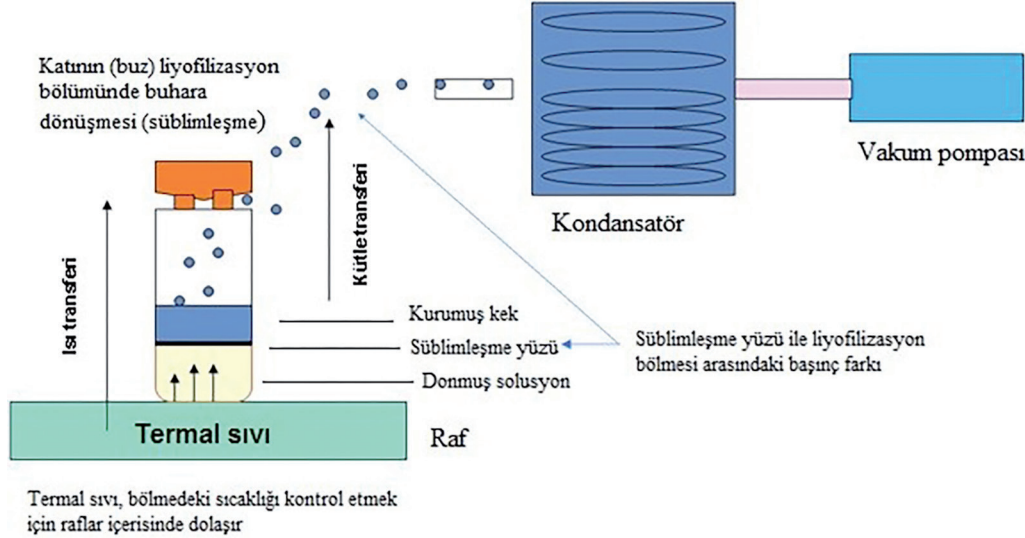 Katının (buz) liyofilizasyon
bölümünde buhara
dönüşmesi (süblimleşme)
Vakum pompası
Kondansatör
Isı transferi
Kütletransferi
Kurumuş kek
Süblimleşme yüzü
Donmuş solusyon
Süblimleşme yüzü ile liyofilizasyon
bölmesi arasındaki basınç farkı
Termal sıvı
Raf
Termal sıvı, bölmedeki sıcaklığı kontrol etmek
için raflar içerisinde dolaşır